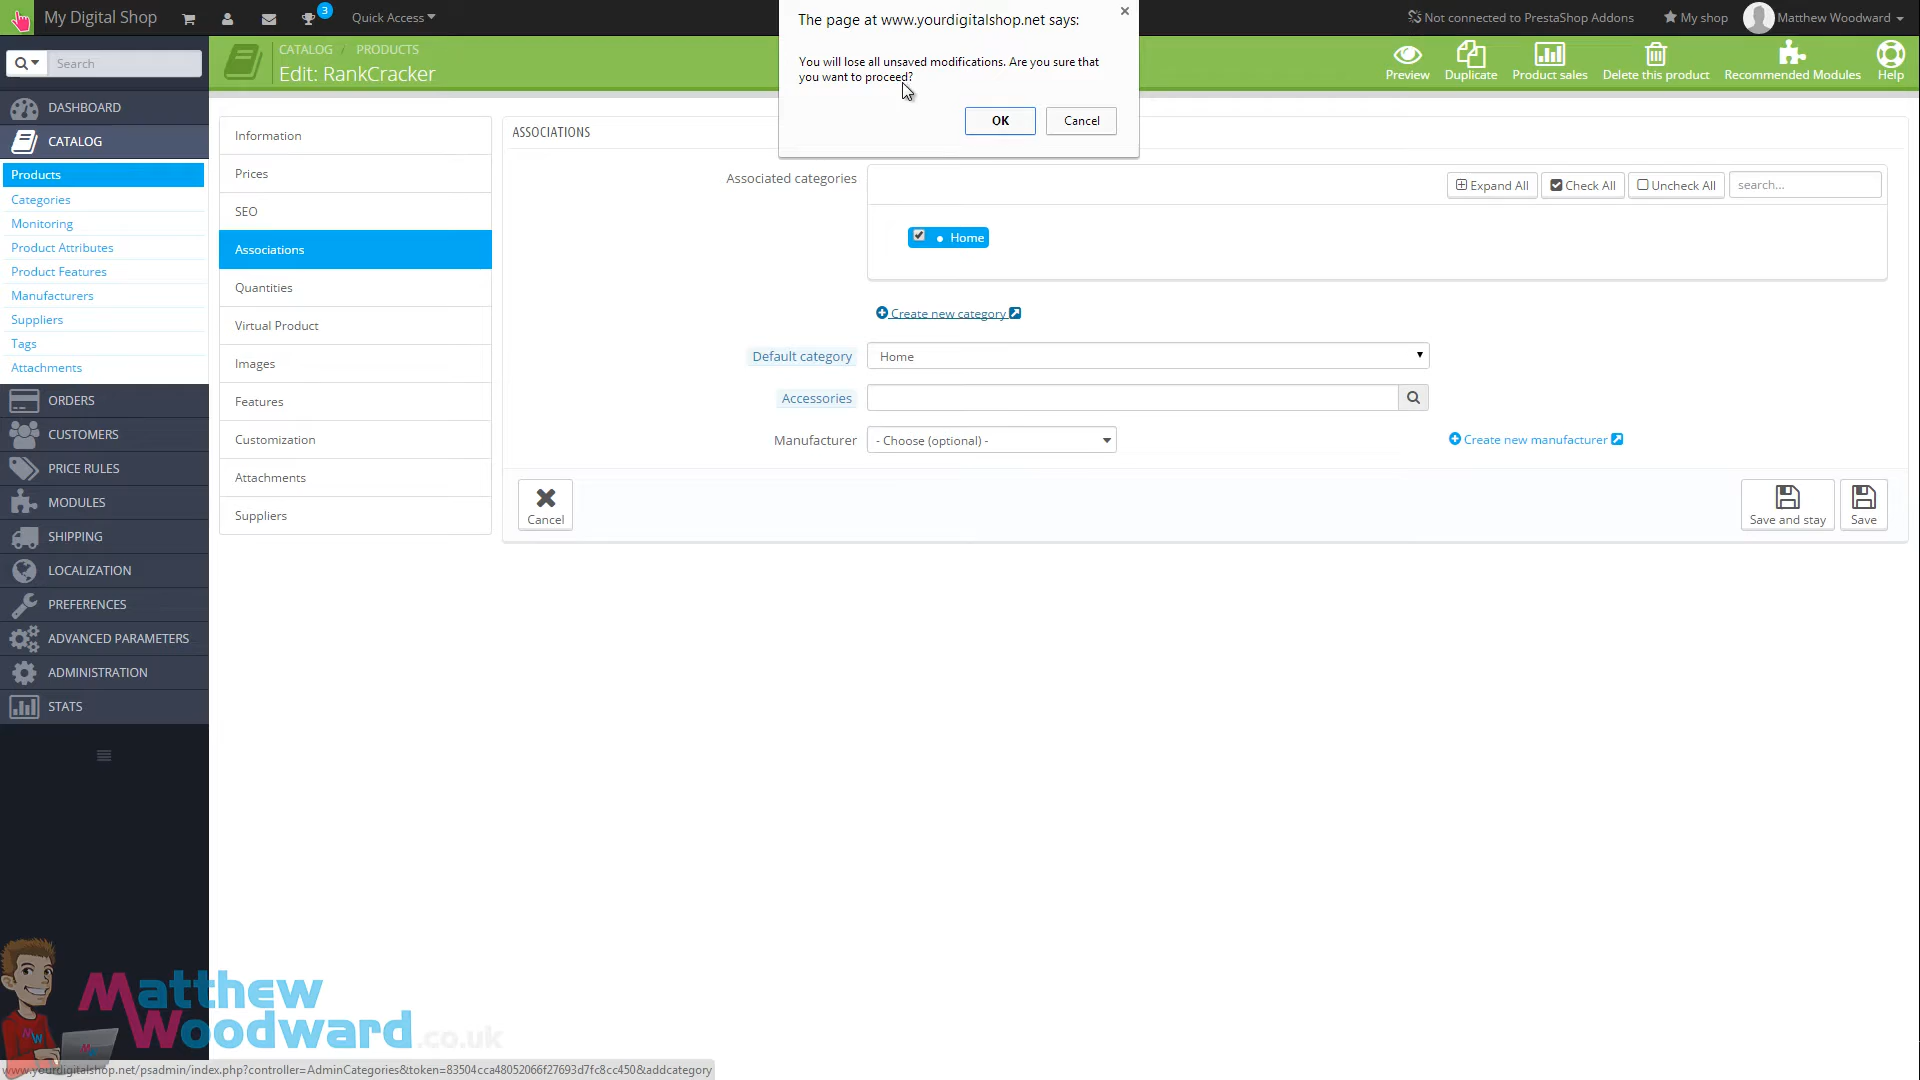 My Digital Shop
3
Quick Access
Not connected to PrestaShop Addons
My shop
Matthew Woodward
The page at www.yourdigitalshop.net says:
You will lose all unsaved modifications. Are you sure that
you want to proceed?
OK
Cancel
Search
CATALOG / PRODUCTS
Edit: RankCracker
Preview
Duplicate
Product sales
Delete this product
Recommended Modules
Help
DASHBOARD
CATALOG
Products
Categories
Monitoring
Product Attributes
Product Features
Manufacturers
Suppliers
Tags
Attachments
ORDERS
CUSTOMERS
PRICE RULES
MODULES
SHIPPING
LOCALIZATION
PREFERENCES
ADVANCED PARAMETERS
ADMINISTRATION
STATS
Information
Prices
SEO
Associations
Quantities
Virtual Product
Images
Features
Customization
Attachments
Suppliers
ASSOCIATIONS
Associated categories
Expand All
Check All
Uncheck All
search...
Home
Create new category
Default category
Home
Accessories
Manufacturer
- Choose (optional) -
Create new manufacturer
Cancel
Save and stay
Save
Matthew
Woodward.co.uk
MW
www.yourdigitalshop.net/psadmin/index.php?controller=AdminCategories&token=83504cca48052066f27693d7fc8cc450&addcategory